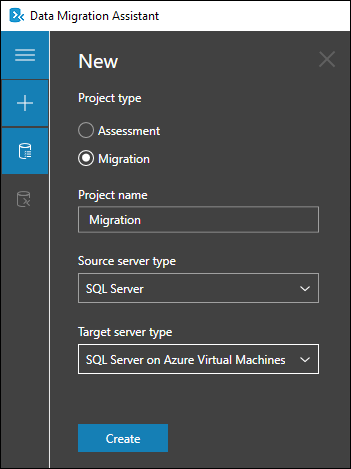 Data Migration Assistant
New
Project type
Assessment
Migration
Project name
Migration
Source server type
SQL Server
Target server type
SQL Server on Azure Virtual Machines
Create